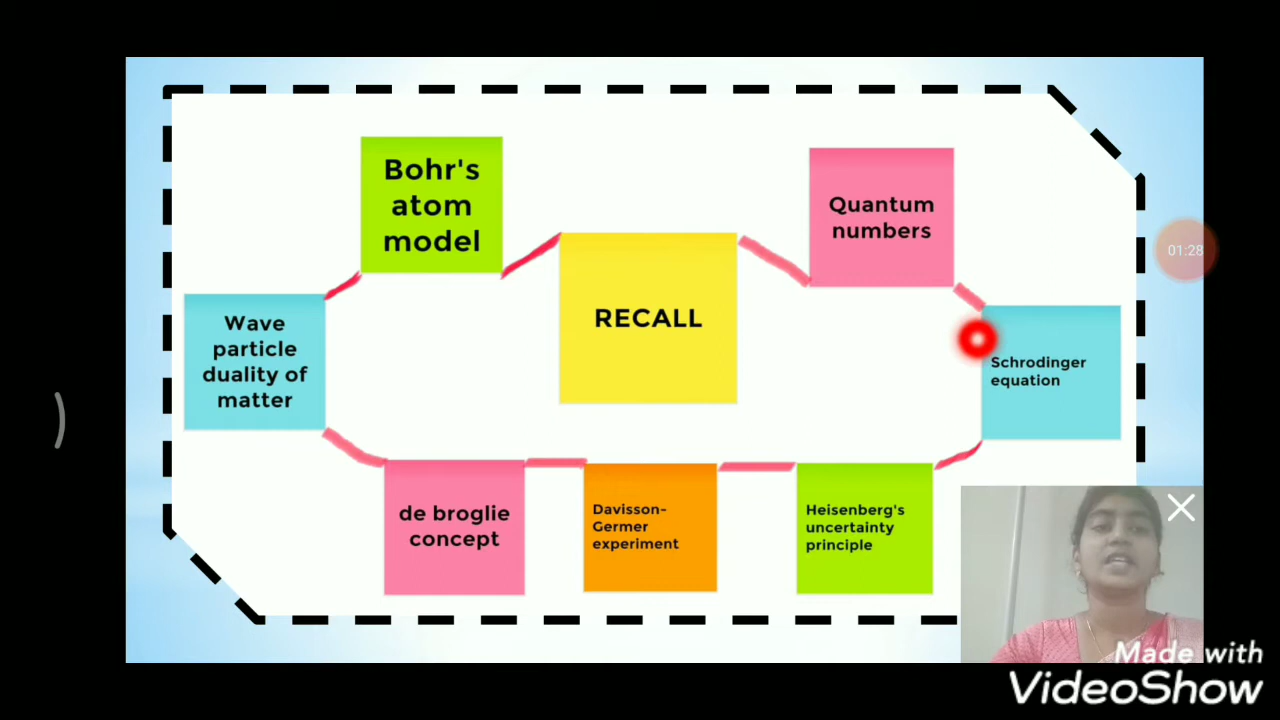 Bohr's
atom
model
Quantum
numbers
RECALL
Wave
particle
duality of
matter
Schrodinger
equation
de broglie
concept
Davisson-
Germer
experiment
Heisenberg's
uncertainty
principle
01:28
Made with
VideoShow